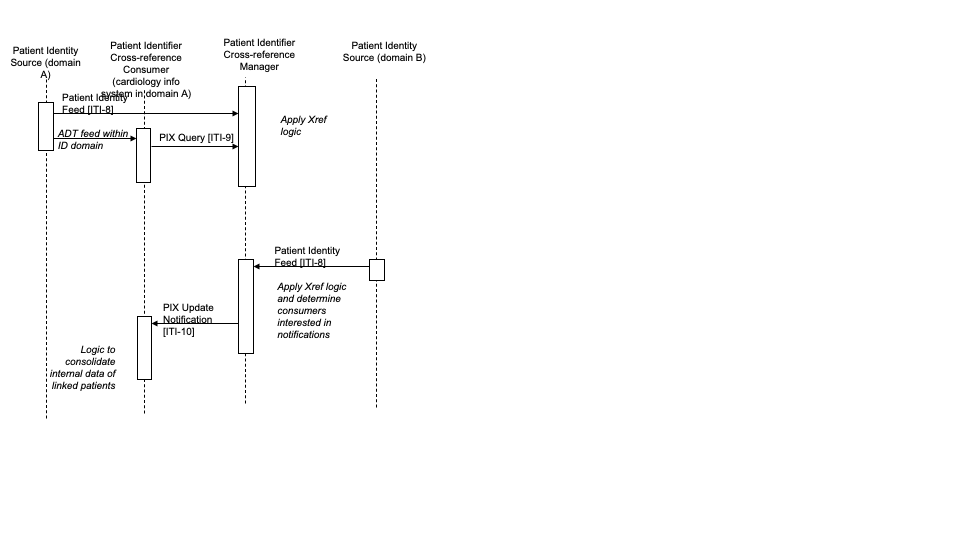 Patient Identity
Source (domain
A)
Patient Identifier
Cross-reference
Consumer
(cardiology info
system in domain A)
Patient Identifier
Cross-reference
Manager
Patient Identity
Source (domain B)
Patient Identity
Feed [ITI-8]
ADT feed within
ID domain
PIX Query [ITI-9]
Apply Xref
logic
Patient Identity
Feed [ITI-8]
Apply Xref logic
and determine
consumers
interested in
notifications
PIX Update
Notification
[ITI-10]
Logic to
consolidate
internal data of
linked patients